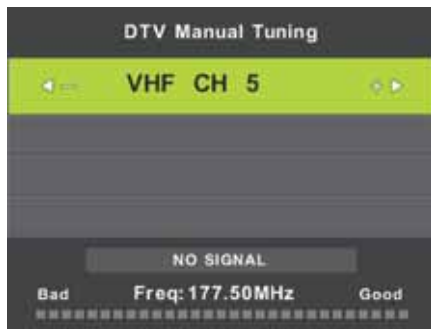 DTV Manual Tuning
VHF CH 5
NO SIGNAL
Bad Freq:177.50MHz Good